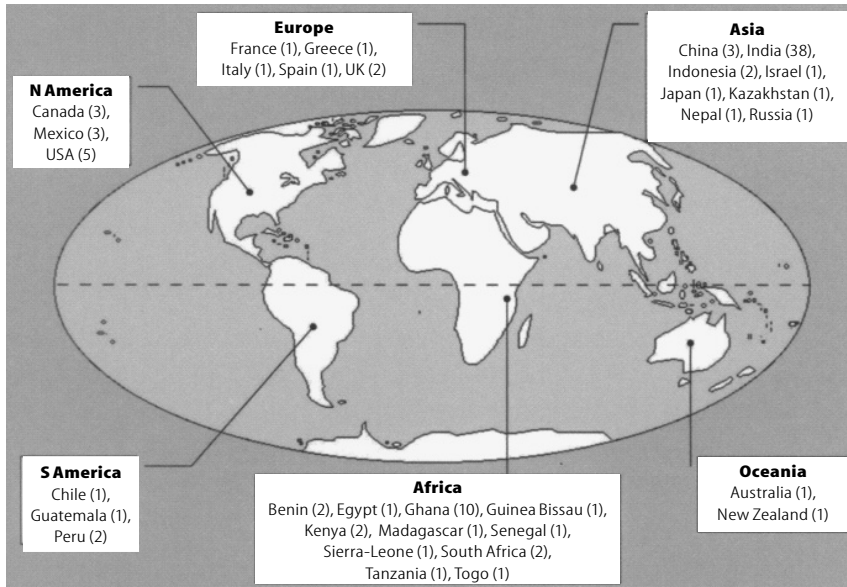 Europe
France (1), Greece (1),
Italy (1), Spain (1), UK (2)
Asia
China (3), India (38),
Indonesia (2), Israel (1),
Japan (1), Kazakhstan (1),
Nepal (1), Russia (1)
N America
Canada (3),
Mexico (3),
USA (5)
S America
Chile (1),
Guatemala (1),
Peru (2)
Africa
Benin (2), Egypt (1), Ghana (10), Guinea Bissau (1),
Kenya (2), Madagascar (1), Senegal (1),
Sierra-Leone (1), South Africa (2),
Tanzania (1), Togo (1)
Oceania
Australia (1),
New Zealand (1)